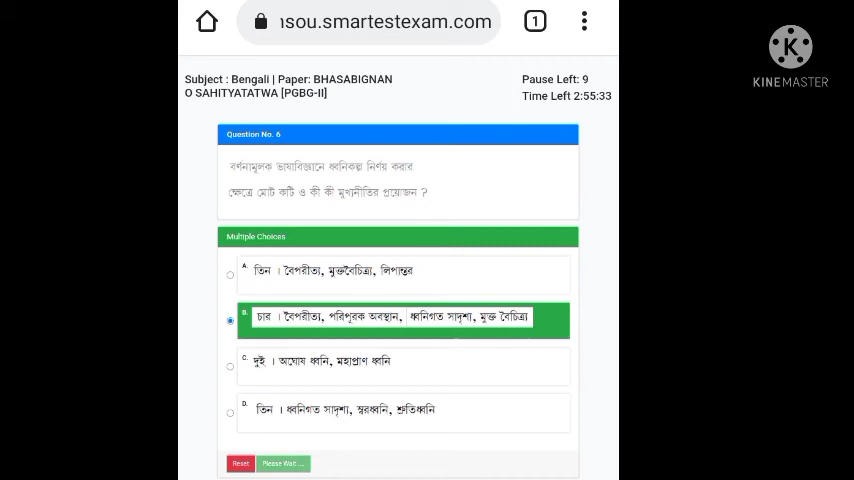 nsou.smartestexam.com
1
Subject : Bengali | Paper: BHASABIGNAN
O SAHITYATATWA [PGBG-II]
Pause Left: 9
Time Left 2:55:33
K
KINEMASTER
Question No. 6
বর্ণনামূলক ভাষাবিজ্ঞানে ধ্বনিকল্প নির্ণয় করার
ক্ষেত্রে মোট কটি ও কী কী মুখ্যনীতির প্রয়োজন ?
Multiple Choices
A. তিন । বৈপরীত্য, মুক্তবৈচিত্র্য, লিপ্যন্তর
B. চার । বৈপরীত্য, পরিপূরক অবস্থান, ধ্বনিগত সাদৃশ্য, মুক্ত বৈচিত্র্য
C. দুই । অঘোষ ধ্বনি, মহাপ্রাণ ধ্বনি
D. তিন । ধ্বনিগত সাদৃশ্য, স্বরধ্বনি, শ্রুতিধ্বনি
Reset
Please Wait....